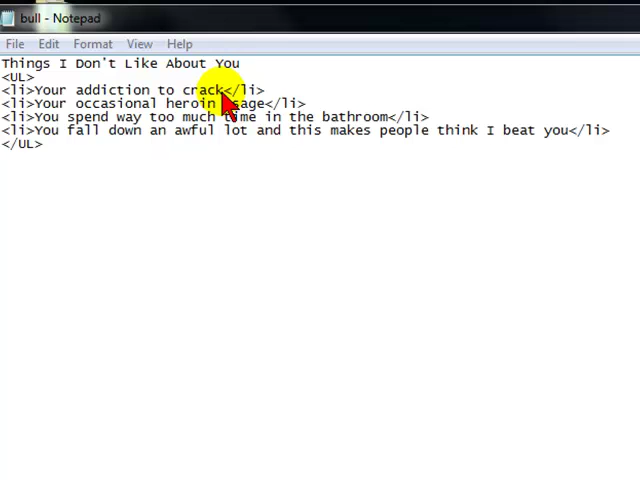 bull - Notepad
File Edit Format View Help
Things I Don't Like About You
<UL>
<li>Your addiction to crack</li>
<li>Your occasional heroin usage</li>
<li>You spend way too much time in the bathroom</li>
<li>You fall down an awful lot and this makes people think I beat you</li>
</UL>